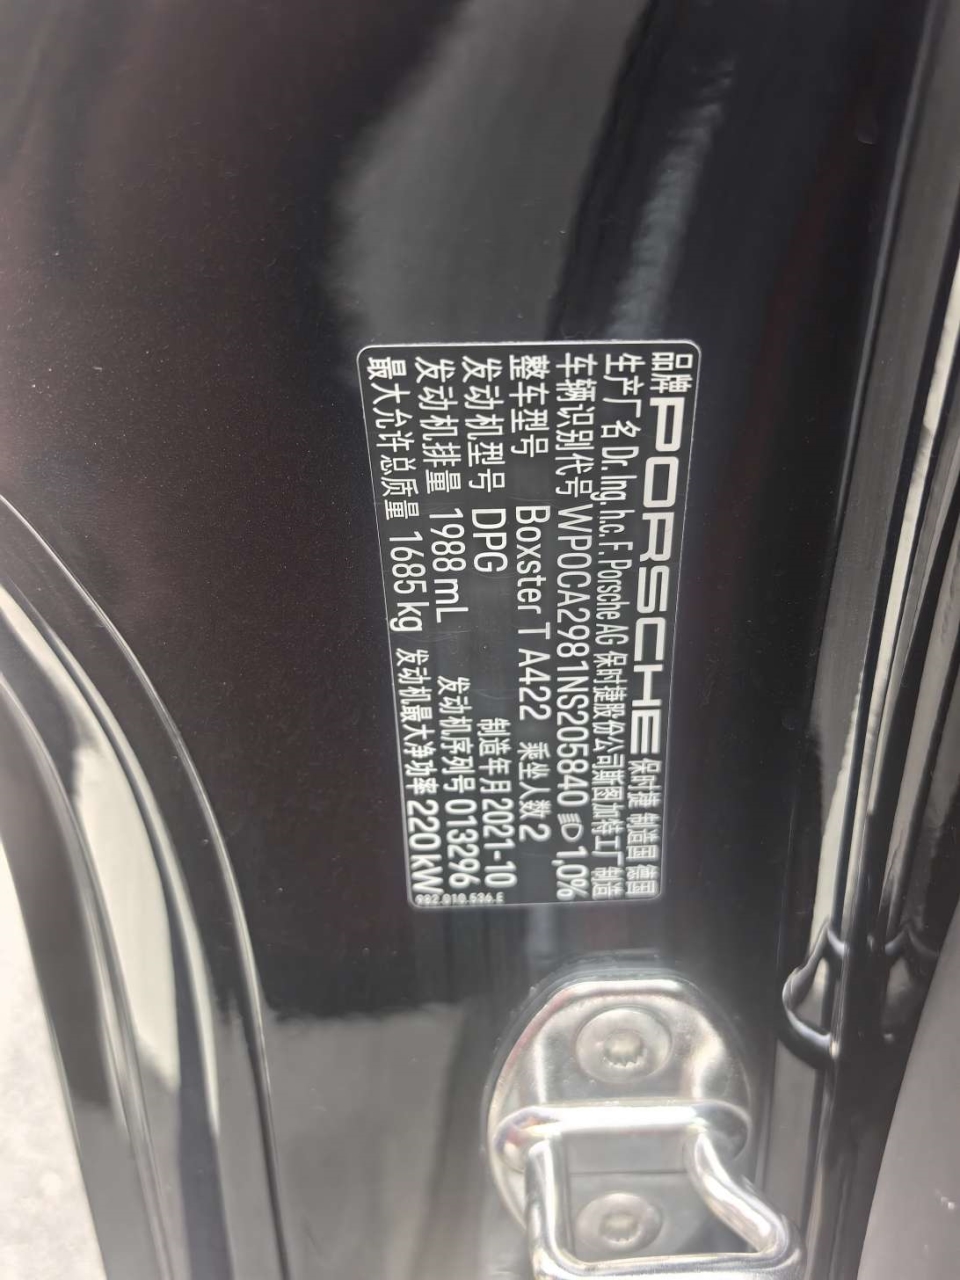 品牌 PORSCHE 保时捷 制造国 德国
生产厂名 Dr. Ing. h.c. F. Porsche AG 保时捷股份公司斯图加特工厂 制造
车辆识别代号 WP0CA2981NS205840 1,0%
整车型号 Boxster T A422 乘坐人数 2
发动机型号 DPG 制造年月 2021-10
发动机排量 1988 mL 发动机序列号 013296
最大允许总质量 1685 kg 发动机最大净功率 220 kW
982.010.536.E